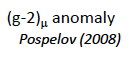 (g-2)μ anomaly
Pospelov (2008)